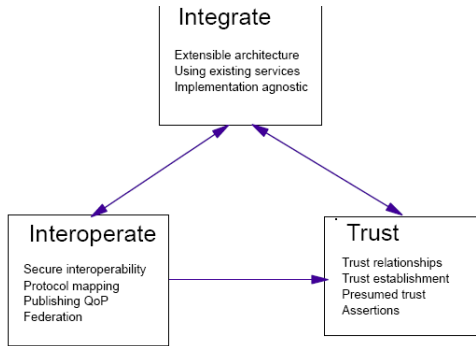 Integrate
Extensible architecture
Using existing services
Implementation agnostic
Interoperate
Secure interoperability
Protocol mapping
Publishing QoP
Federation
Trust
Trust relationships
Trust establishment
Presumed trust
Assertions